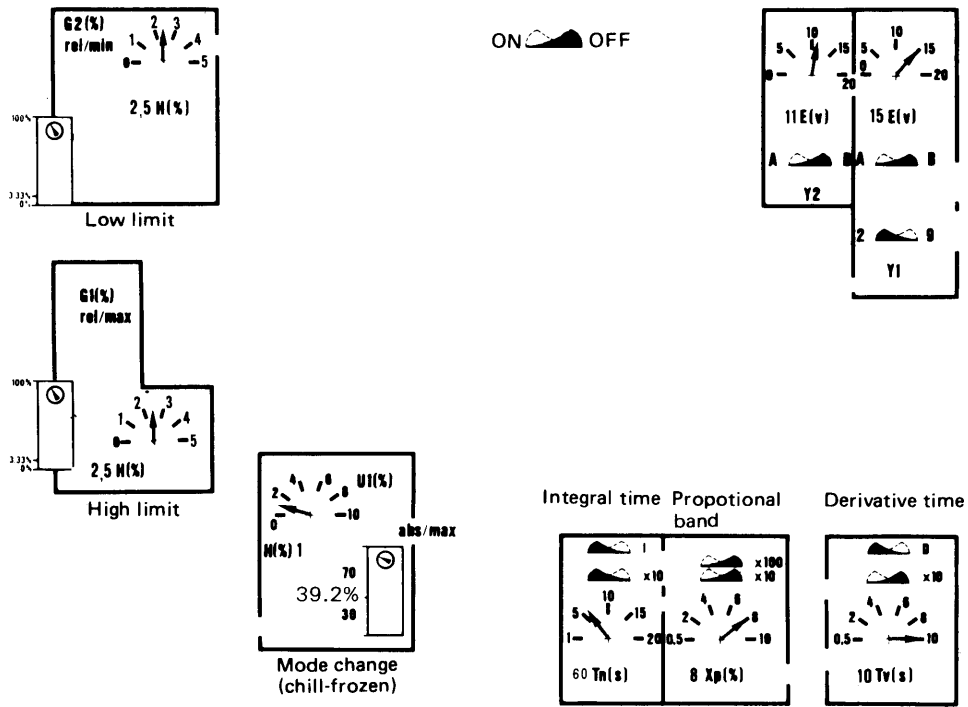 G2(%)
rel/min
0 1 2 3 4 5
2,5 H(%)
100%
3.33%
0%
Low limit
ON OFF
0 5 10 15 20
11 E(v)
A B
Y2
0 5 10 15 20
15 E(v)
A B
2 9
Y1
G1(%)
rel/max
100%
0 1 2 3 4 5
3.33%
0%
2,5 H(%)
High limit
0 2 4 6 8 10
U1(%)
H(%) 1
abs/max
70
39.2%
30
Mode change
(chill-frozen)
Integral time
I
x10
1 5 10 15 20
60 Tn(s)
Propotional
band
x100
x10
0,5 2 4 6 8 10
8 Xp(%)
Derivative time
D
x10
0,5 2 4 6 8 10
10 Tv(s)